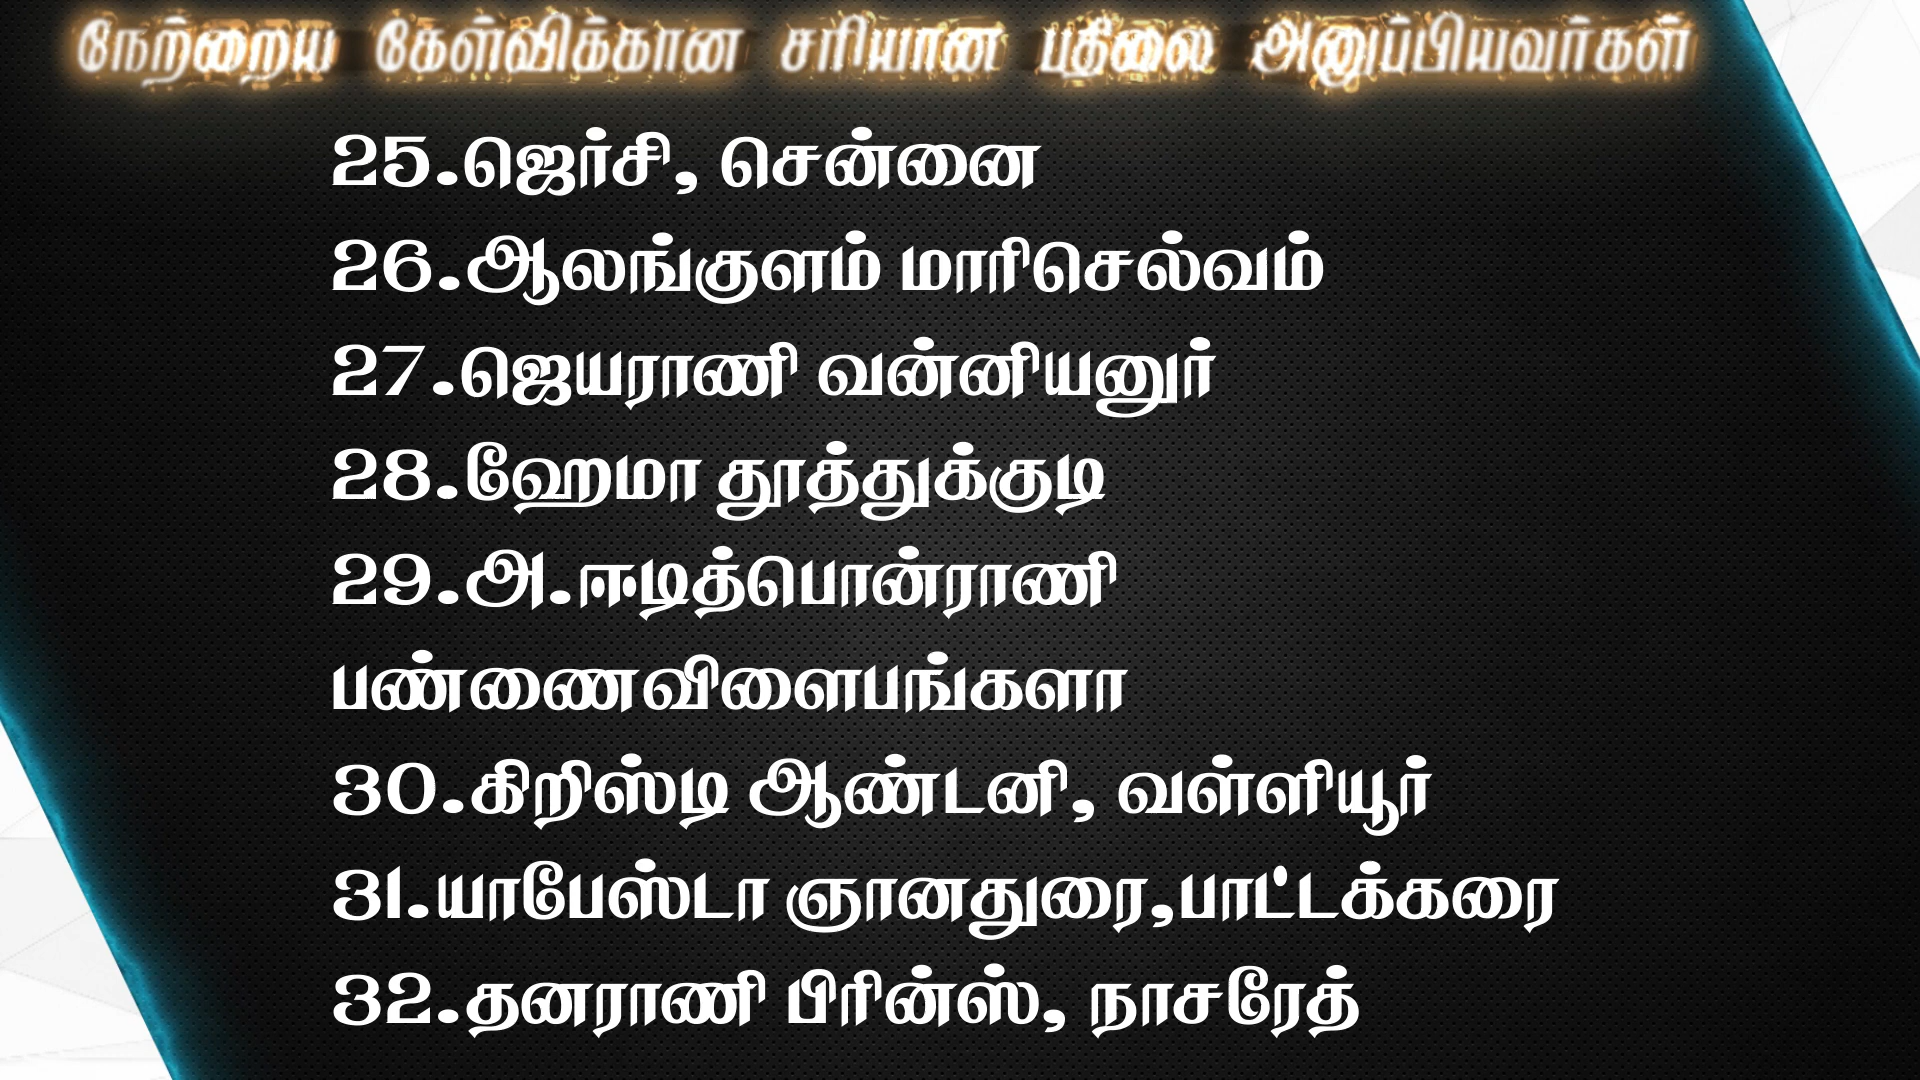 நேற்றைய கேள்விக்கான சரியான பதிலை அனுப்பியவர்கள்
25.ஜெர்சி, சென்னை
26.ஆலங்குளம் மாரிசெல்வம்
27.ஜெயராணி வன்னியனுர்
28.ஹேமா தூத்துக்குடி
29.அ.ஈடித்பொன்ராணி
பண்ணைவிளைபங்களா
30.கிறிஸ்டி ஆண்டனி, வள்ளியூர்
31.யாபேஸ்டா ஞானதுரை,பாட்டக்கரை
32.தனராணி பிரின்ஸ், நாசரேத்